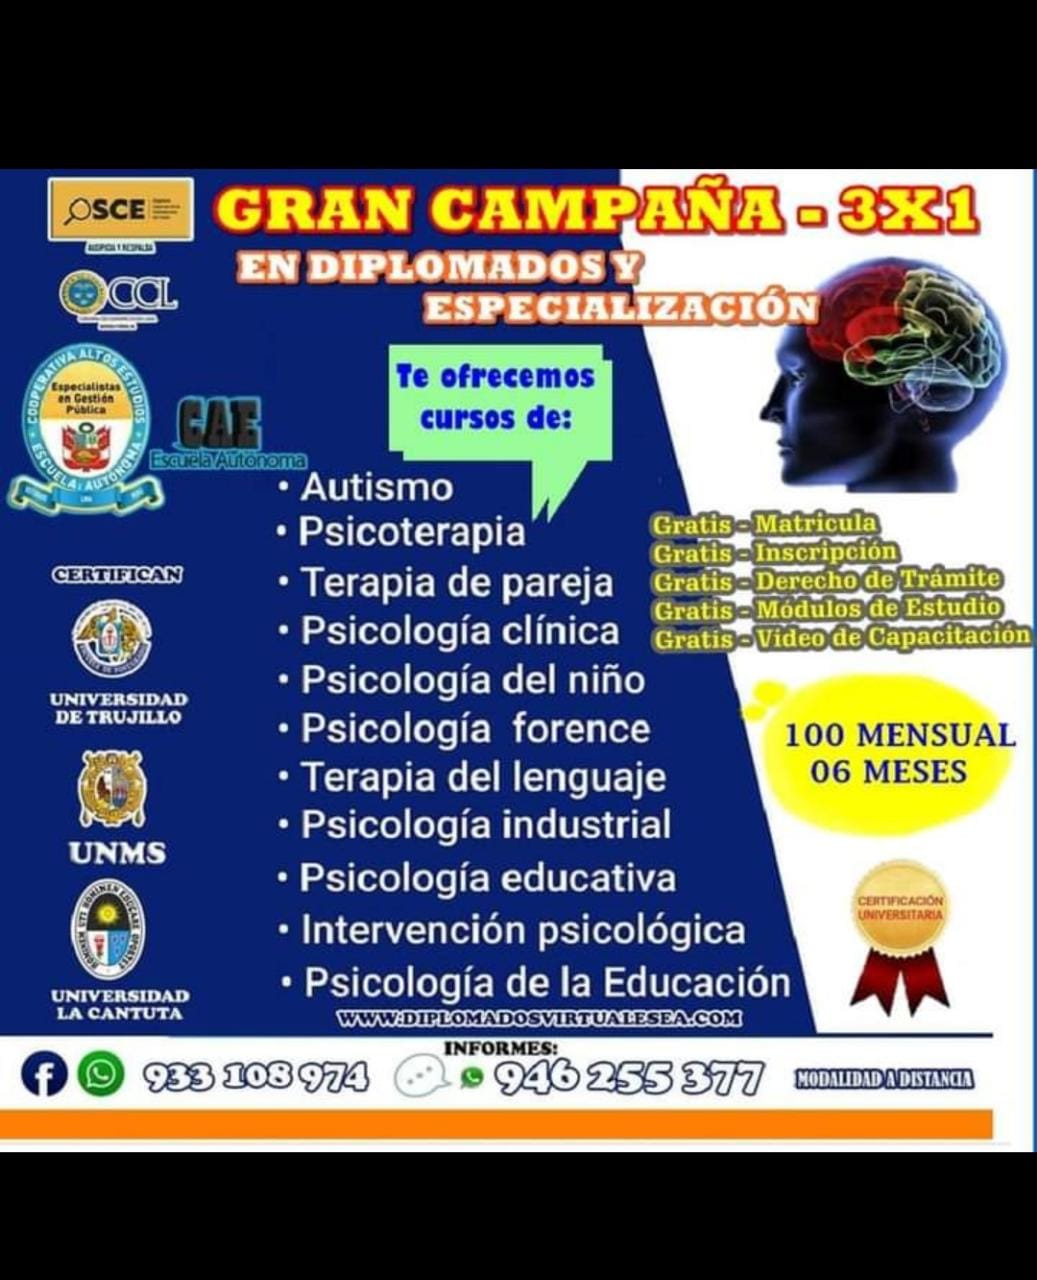 OSCE
AUSPICIA Y RESPALDA
CCL
GRAN CAMPAÑA - 3X1
EN DIPLOMADOS Y
ESPECIALIZACIÓN
COOPERATIVA ALTOS ESTUDIOS
Especialistas
en Gestión
Pública
ESCUELA AUTÓNOMA
CAE
Escuela Autónoma
Te ofrecemos
cursos de:
• Autismo
• Psicoterapia
• Terapia de pareja
• Psicología clínica
• Psicología del niño
• Psicología forence
• Terapia del lenguaje
• Psicología industrial
• Psicología educativa
• Intervención psicológica
• Psicología de la Educación
Gratis - Matricula
Gratis - Inscripción
Gratis - Derecho de Trámite
Gratis - Módulos de Estudio
Gratis - Video de Capacitación
CERTIFICAN
UNIVERSIDAD
DE TRUJILLO
UNMS
UNIVERSIDAD
LA CANTUTA
100 MENSUAL
06 MESES
CERTIFICACIÓN
UNIVERSITARIA
WWW.DIPLOMADOSVIRTUALESEA.COM
INFORMES:
933 108 974
946 255 377
MODALIDAD A DISTANCIA